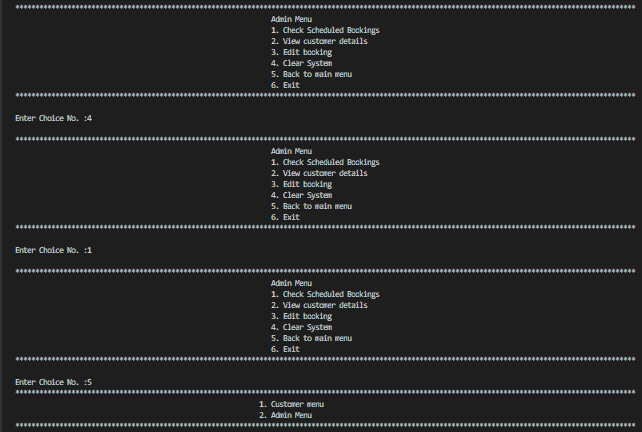 ********************************************************************************************************************************************************
Admin Menu
1. Check Scheduled Bookings
2. View customer details
3. Edit booking
4. Clear System
5. Back to main menu
6. Exit
********************************************************************************************************************************************************
Enter Choice No. :4
********************************************************************************************************************************************************
Admin Menu
1. Check Scheduled Bookings
2. View customer details
3. Edit booking
4. Clear System
5. Back to main menu
6. Exit
********************************************************************************************************************************************************
Enter Choice No. :1
********************************************************************************************************************************************************
Admin Menu
1. Check Scheduled Bookings
2. View customer details
3. Edit booking
4. Clear System
5. Back to main menu
6. Exit
********************************************************************************************************************************************************
Enter Choice No. :5
********************************************************************************************************************************************************
1. Customer menu
2. Admin Menu
********************************************************************************************************************************************************